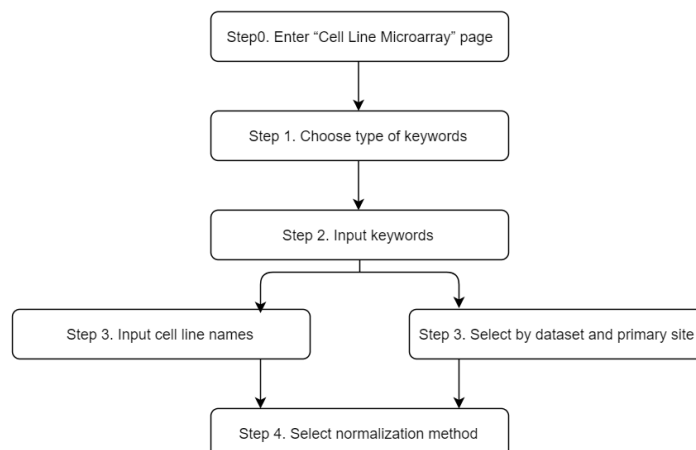 Step0. Enter “Cell Line Microarray” page
Step 1. Choose type of keywords
Step 2. Input keywords
Step 3. Input cell line names
Step 3. Select by dataset and primary site
Step 4. Select normalization method